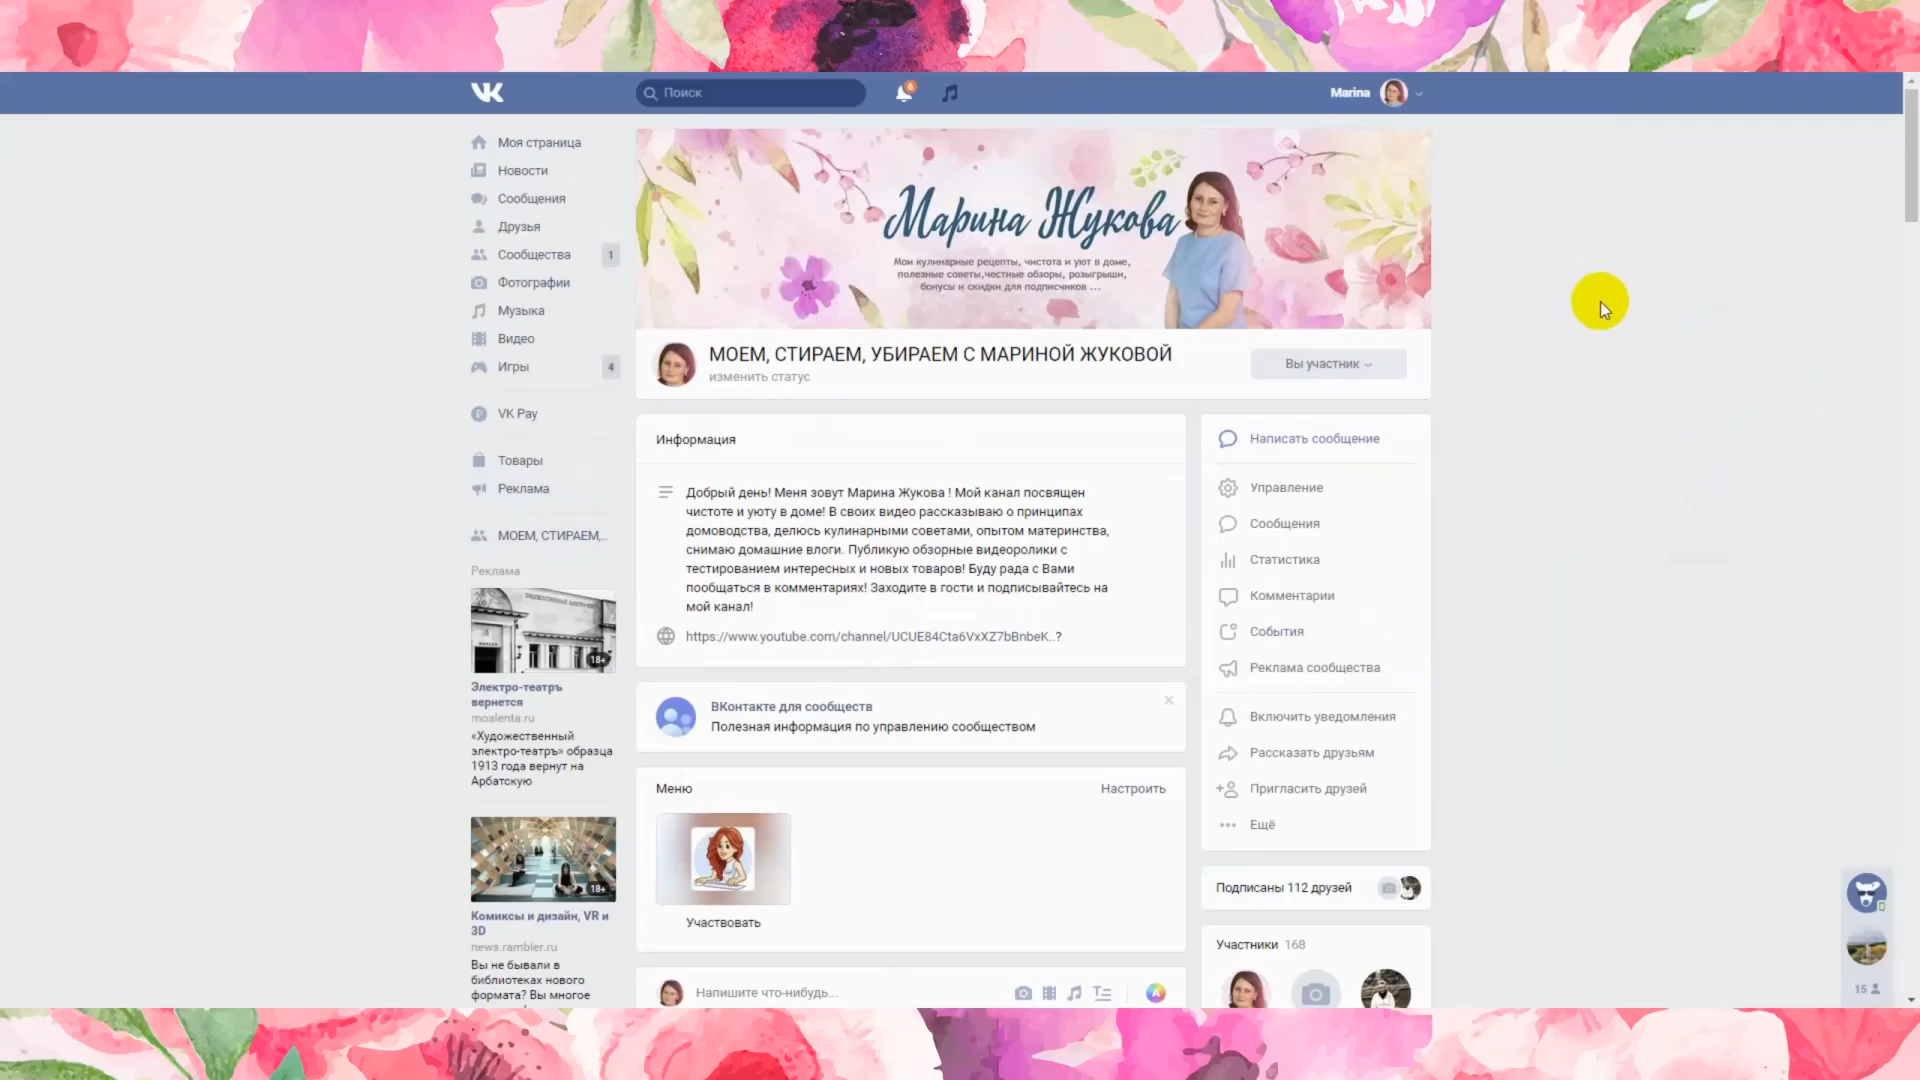 Поиск
6
Marina
Моя страница
Новости
Сообщения
Друзья
Сообщества
1
Фотографии
Музыка
Видео
Игры
4
VK Pay
Товары
Реклама
МОЕМ, СТИРАЕМ,..
Реклама
18+
Электро-театръ
вернется
moslenta.ru
«Художественный
электро-театръ» образца
1913 года вернут на
Арбатскую
18+
Комиксы и дизайн, VR и
3D
news.rambler.ru
Вы не бывали в
библиотеках нового
формата? Вы многое
Марина Жукова
Мои кулинарные рецепты, чистота и уют в доме,
полезные советы,честные обзоры, розыгрыши,
бонусы и скидки для подписчиков ...
МОЕМ, СТИРАЕМ, УБИРАЕМ С МАРИНОЙ ЖУКОВОЙ
изменить статус
Вы участник
Информация
Добрый день! Меня зовут Марина Жукова ! Мой канал посвящен
чистоте и уюту в доме! В своих видео рассказываю о принципах
домоводства, делюсь кулинарными советами, опытом материнства,
снимаю домашние влоги. Публикую обзорные видеоролики с
тестированием интересных и новых товаров! Буду рада с Вами
пообщаться в комментариях! Заходите в гости и подписывайтесь на
мой канал!
https://www.youtube.com/channel/UCUE84Cta6VxXZ7bBnbeK..?
ВКонтакте для сообществ
Полезная информация по управлению сообществом
Меню
Настроить
Участвовать
Напишите что-нибудь...
Написать сообщение
Управление
Сообщения
Статистика
Комментарии
События
Реклама сообщества
Включить уведомления
Рассказать друзьям
Пригласить друзей
Ещё
Подписаны 112 друзей
Участники 168
15